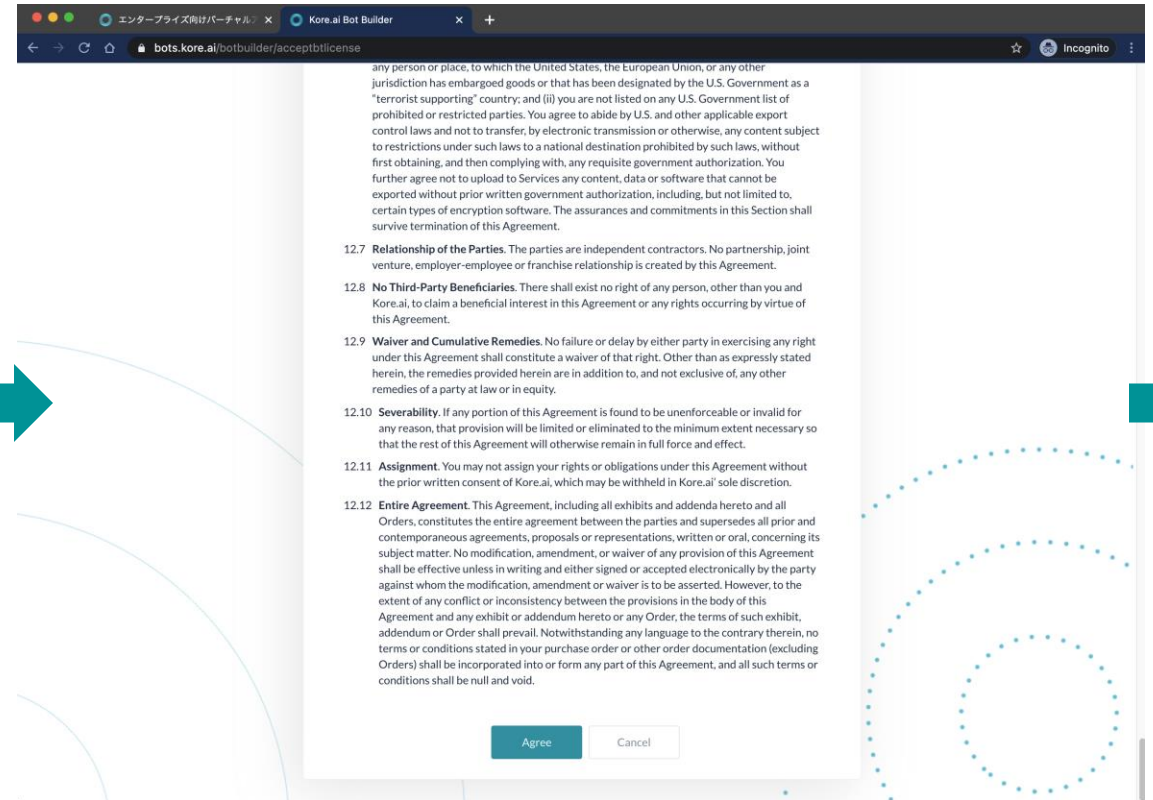 エンタープライズ向けバーチャルア
Kore.ai Bot Builder
bots.kore.ai/botbuilder/acceptbtlicense
Incognito
any person or place, to which the United States, the European Union, or any other
jurisdiction has embargoed goods or that has been designated by the U.S. Government as a
"terrorist supporting" country; and (ii) you are not listed on any U.S. Government list of
prohibited or restricted parties. You agree to abide by U.S. and other applicable export
control laws and not to transfer, by electronic transmission or otherwise, any content subject
to restrictions under such laws to a national destination prohibited by such laws, without
first obtaining, and then complying with, any requisite government authorization. You
further agree not to upload to Services any content, data or software that cannot be
exported without prior written government authorization, including, but not limited to,
certain types of encryption software. The assurances and commitments in this Section shall
survive termination of this Agreement.
12.7 Relationship of the Parties. The parties are independent contractors. No partnership, joint
venture, employer-employee or franchise relationship is created by this Agreement.
12.8 No Third-Party Beneficiaries. There shall exist no right of any person, other than you and
Kore.ai, to claim a beneficial interest in this Agreement or any rights occurring by virtue of
this Agreement.
12.9 Waiver and Cumulative Remedies. No failure or delay by either party in exercising any right
under this Agreement shall constitute a waiver of that right. Other than as expressly stated
herein, the remedies provided herein are in addition to, and not exclusive of, any other
remedies of a party at law or in equity.
12.10 Severability. If any portion of this Agreement is found to be unenforceable or invalid for
any reason, that provision will be limited or eliminated to the minimum extent necessary so
that the rest of this Agreement will otherwise remain in full force and effect.
12.11 Assignment. You may not assign your rights or obligations under this Agreement without
the prior written consent of Kore.ai, which may be withheld in Kore.ai' sole discretion.
12.12 Entire Agreement. This Agreement, including all exhibits and addenda hereto and all
Orders, constitutes the entire agreement between the parties and supersedes all prior and
contemporaneous agreements, proposals or representations, written or oral, concerning its
subject matter. No modification, amendment, or waiver of any provision of this Agreement
shall be effective unless in writing and either signed or accepted electronically by the party
against whom the modification, amendment or waiver is to be asserted. However, to the
extent of any conflict or inconsistency between the provisions in the body of this
Agreement and any exhibit or addendum hereto or any Order, the terms of such exhibit,
addendum or Order shall prevail. Notwithstanding any language to the contrary therein, no
terms or conditions stated in your purchase order or other order documentation (excluding
Orders) shall be incorporated into or form any part of this Agreement, and all such terms or
conditions shall be null and void.
Agree
Cancel